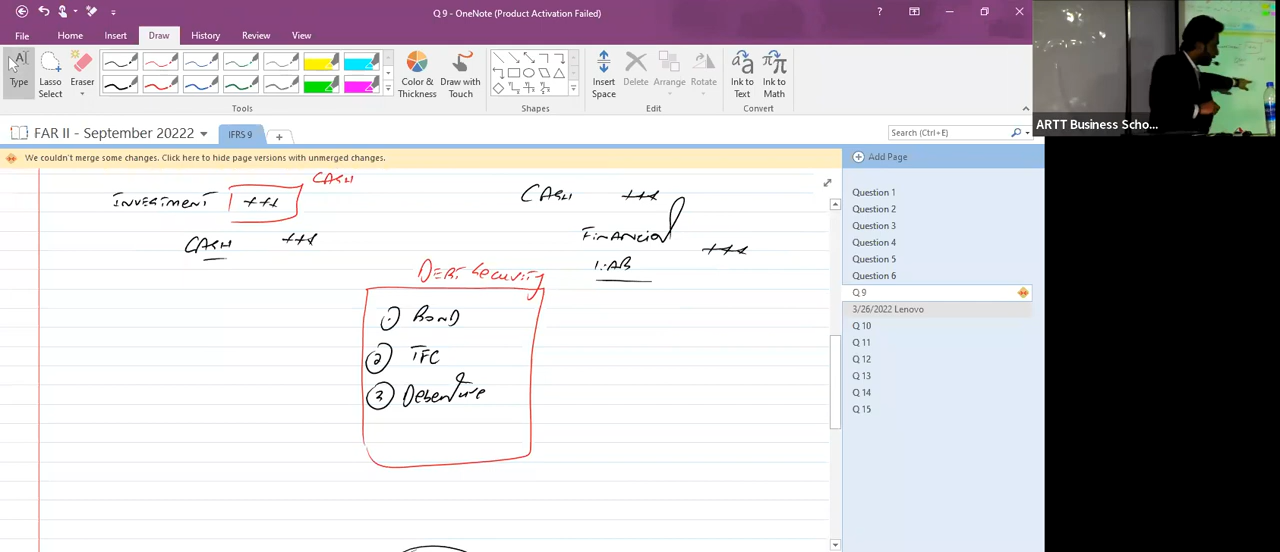 Q 9 - OneNote (Product Activation Failed)
?
File Home Insert Draw History Review View
Type
Lasso Select
Eraser
Color & Thickness
Draw with Touch
Insert Space
Delete
Arrange
Rotate
Ink to Text
Ink to Math
Tools
Shapes
Edit
Convert
ARTT Business Scho...
FAR II - September 20222
IFRS 9
Search (Ctrl+E)
We couldn't merge some changes. Click here to hide page versions with unmerged changes.
Add Page
Question 1
Question 2
Question 3
Question 4
Question 5
Question 6
Q 9
3/26/2022 Lenovo
Q 10
Q 11
Q 12
Q 13
Q 14
Q 15
CASH
INVESTMENT +++
CASH +++
CASH +++
FINANCIAL
LIAB +++
DEBT Security
1) BOND
2 TFC
3 Debenture